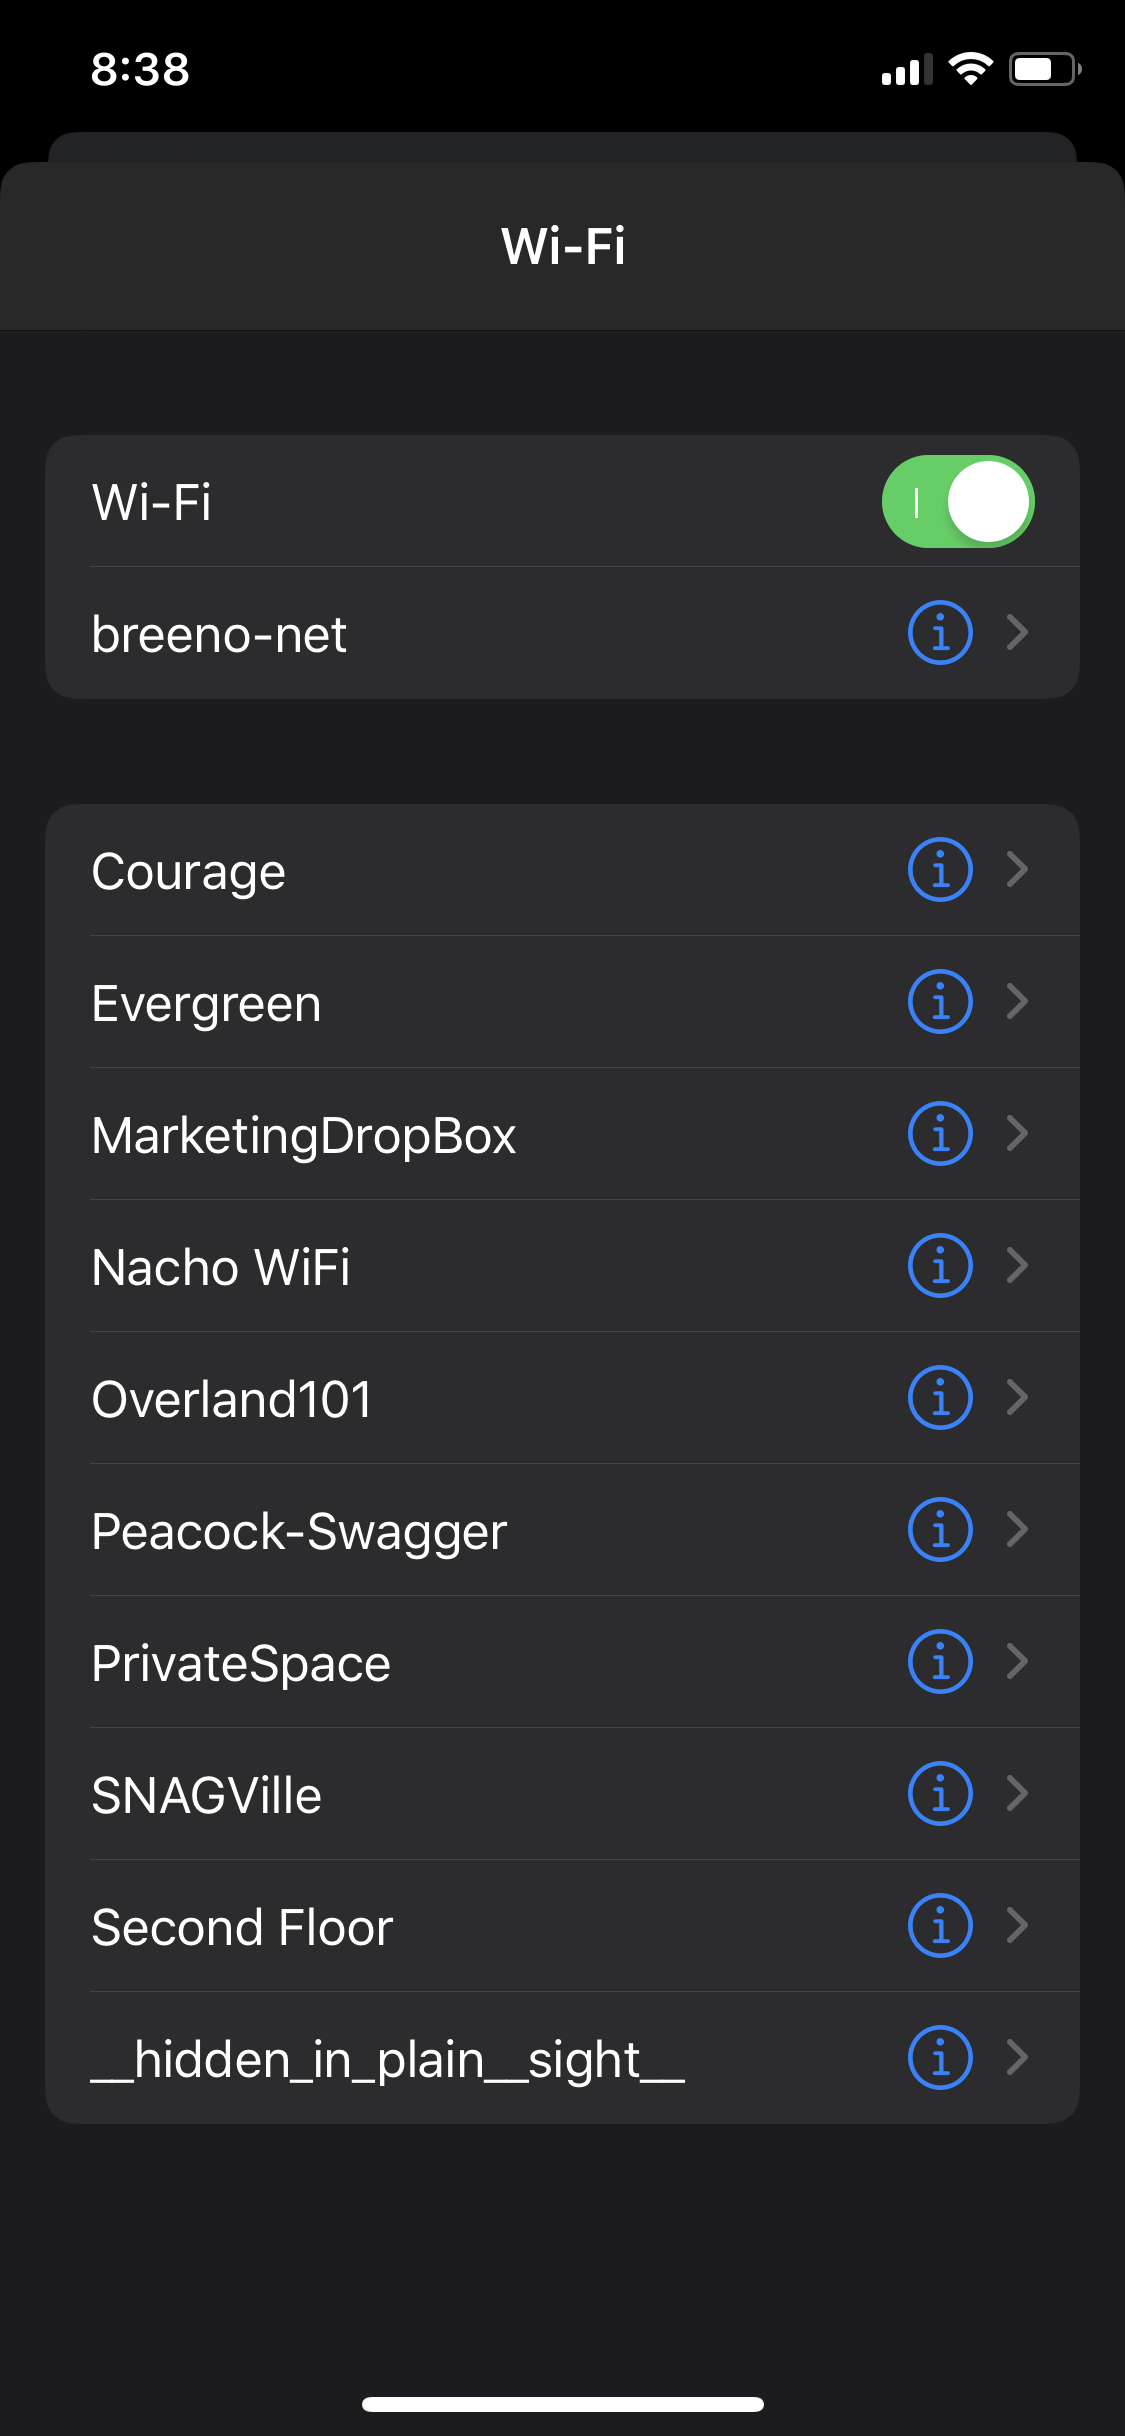 8:38
Wi-Fi
Wi-Fi
breeno-net
Courage
Evergreen
MarketingDropBox
Nacho WiFi
Overland101
Peacock-Swagger
PrivateSpace
SNAGVille
Second Floor
__hidden_in_plain__sight__